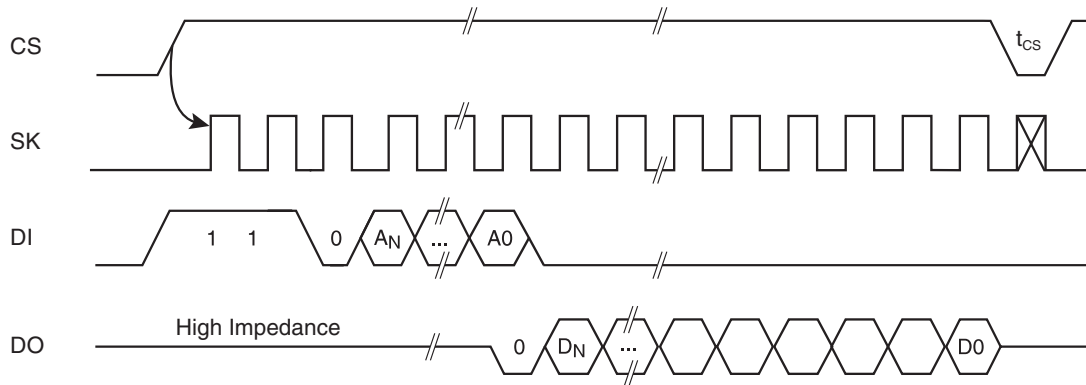 CS tCS
SK
DI 1 1 0 AN ... A0
High Impedance
DO 0 DN ... D0